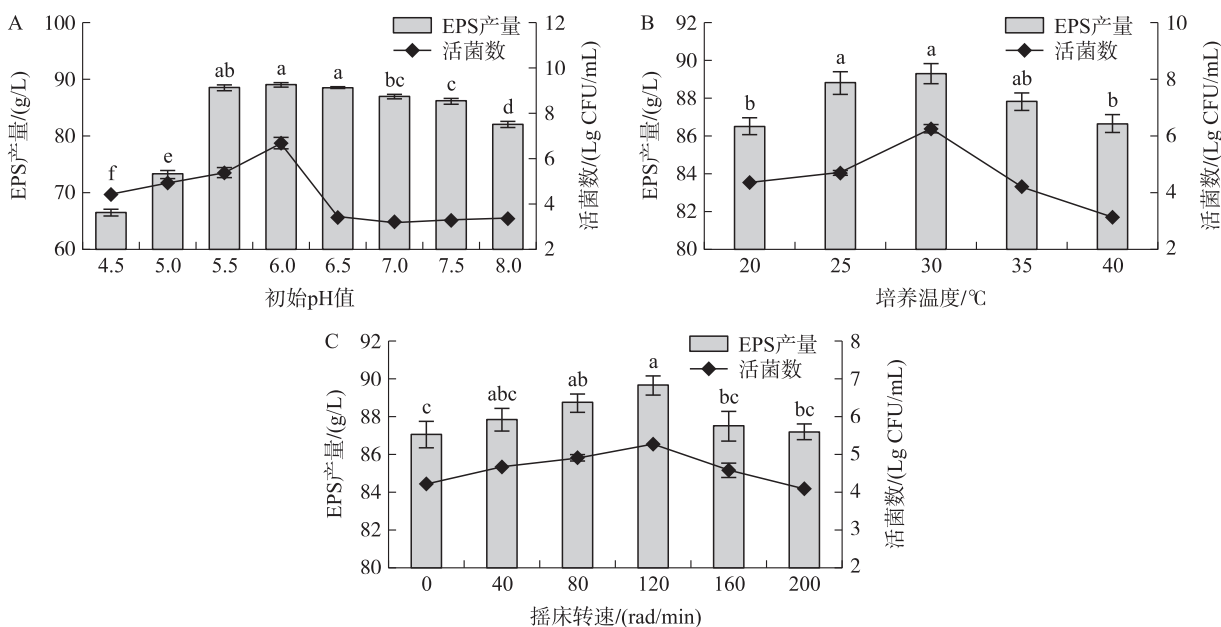 A
EPS产量
活菌数
EPS产量/(g/L)
100
90
80
70
60
12
10
8
6
4
2
活菌数/(Lg CFU/mL)
f
e
ab
a
a
bc
c
d
4.5 5.0 5.5 6.0 6.5 7.0 7.5 8.0
初始pH值
B
EPS产量
活菌数
EPS产量/(g/L)
92
90
88
86
84
82
80
10
8
6
4
2
活菌数/(Lg CFU/mL)
b
a
a
ab
b
20 25 30 35 40
培养温度/℃
C
EPS产量
活菌数
EPS产量/(g/L)
92
90
88
86
84
82
80
8
7
6
5
4
3
2
活菌数/(Lg CFU/mL)
c
abc
ab
a
bc
bc
0 40 80 120 160 200
摇床转速/(rad/min)